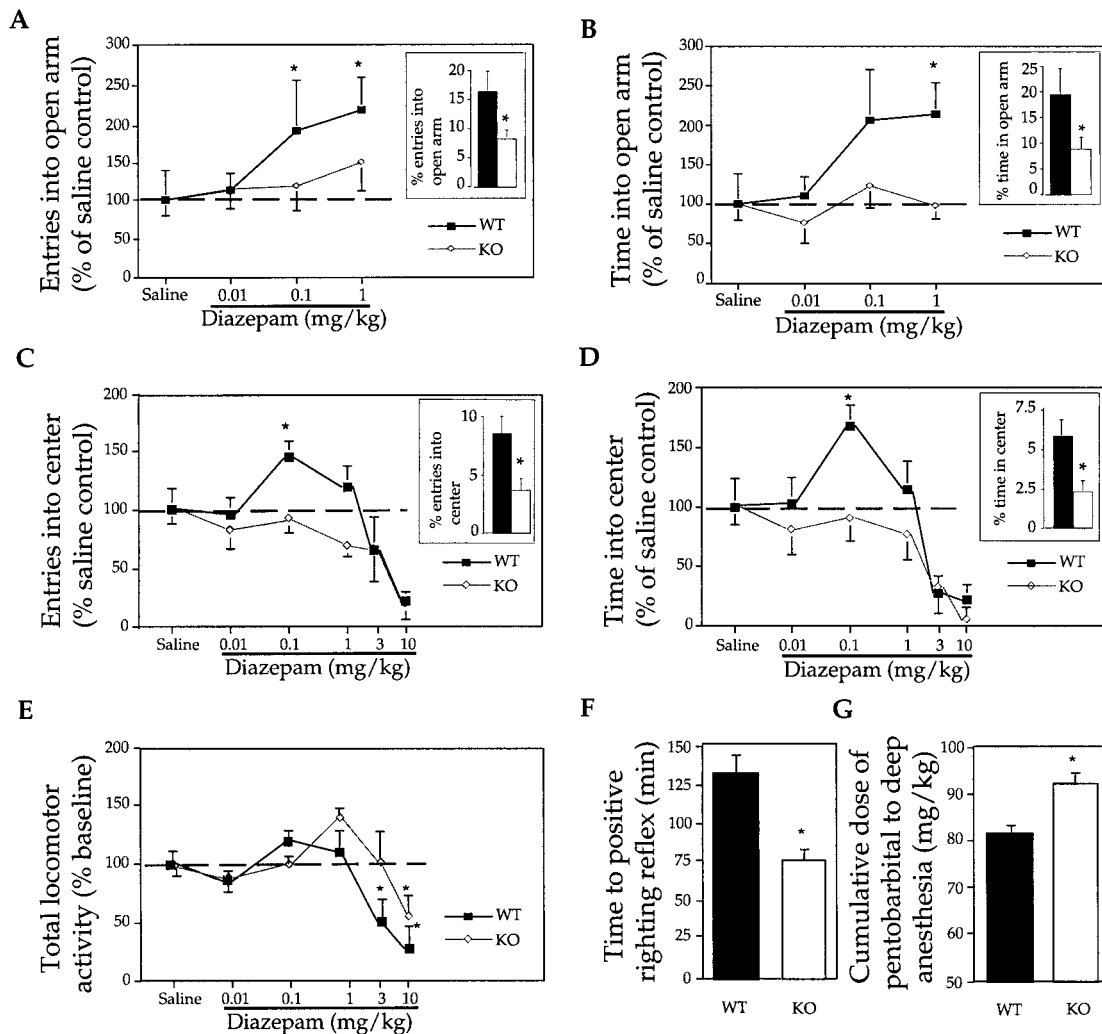 A
Entries into open arm
(% of saline control)
300
250
200
150
100
50
0
*
*
Saline
0.01
0.1
1
Diazepam (mg/kg)
% entries into
open arm
20
15
10
5
0
*
WT
KO
B
Time into open arm
(% of saline control)
300
250
200
150
100
50
0
*
Saline
0.01
0.1
1
Diazepam (mg/kg)
% time in open arm
25
20
15
10
5
0
*
WT
KO
C
Entries into center
(% saline control)
200
150
100
50
0
*
Saline
0.01
0.1
1
3
10
Diazepam (mg/kg)
% entries into
center
10
5
0
*
WT
KO
D
Time into center
(% of saline control)
200
150
100
50
0
*
Saline
0.01
0.1
1
3
10
Diazepam (mg/kg)
% time in center
7.5
5
2.5
0
*
WT
KO
E
Total locomotor
activity (% baseline)
200
150
100
50
0
*
*
*
Saline
0.01
0.1
1
3
10
Diazepam (mg/kg)
WT
KO
F
Time to positive
righting reflex (min)
150
125
100
75
50
25
0
*
WT
KO
G
Cumulative dose of
pentobarbital to deep
anesthesia (mg/kg)
100
90
80
70
60
50
*
WT
KO